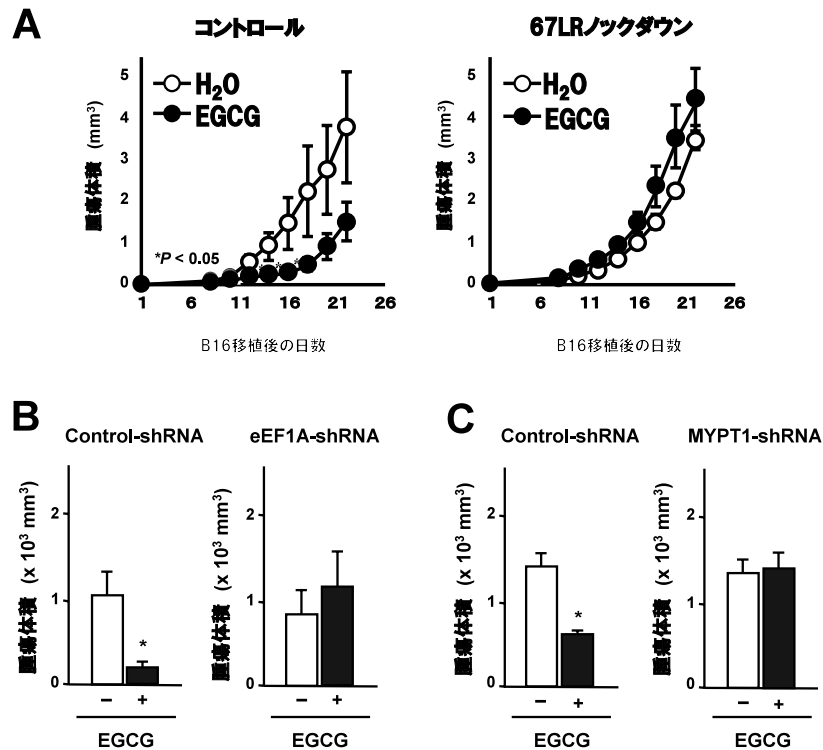 A
コントロール
67LRノックダウン
腫瘍体積 (mm³)
5
4
3
2
1
0
H₂O
EGCG
*P < 0.05
* * *
1 6 11 16 21 26
B16移植後の日数
腫瘍体積 (mm³)
5
4
3
2
1
0
H₂O
EGCG
1 6 11 16 21 26
B16移植後の日数
B
Control-shRNA
eEF1A-shRNA
腫瘍体積 (x 10³ mm³)
2
1
0
*
− +
EGCG
腫瘍体積 (x 10³ mm³)
2
1
0
− +
EGCG
C
Control-shRNA
MYPT1-shRNA
腫瘍体積 (x 10³ mm³)
2
1
0
*
− +
EGCG
腫瘍体積 (x 10³ mm³)
2
1
0
− +
EGCG